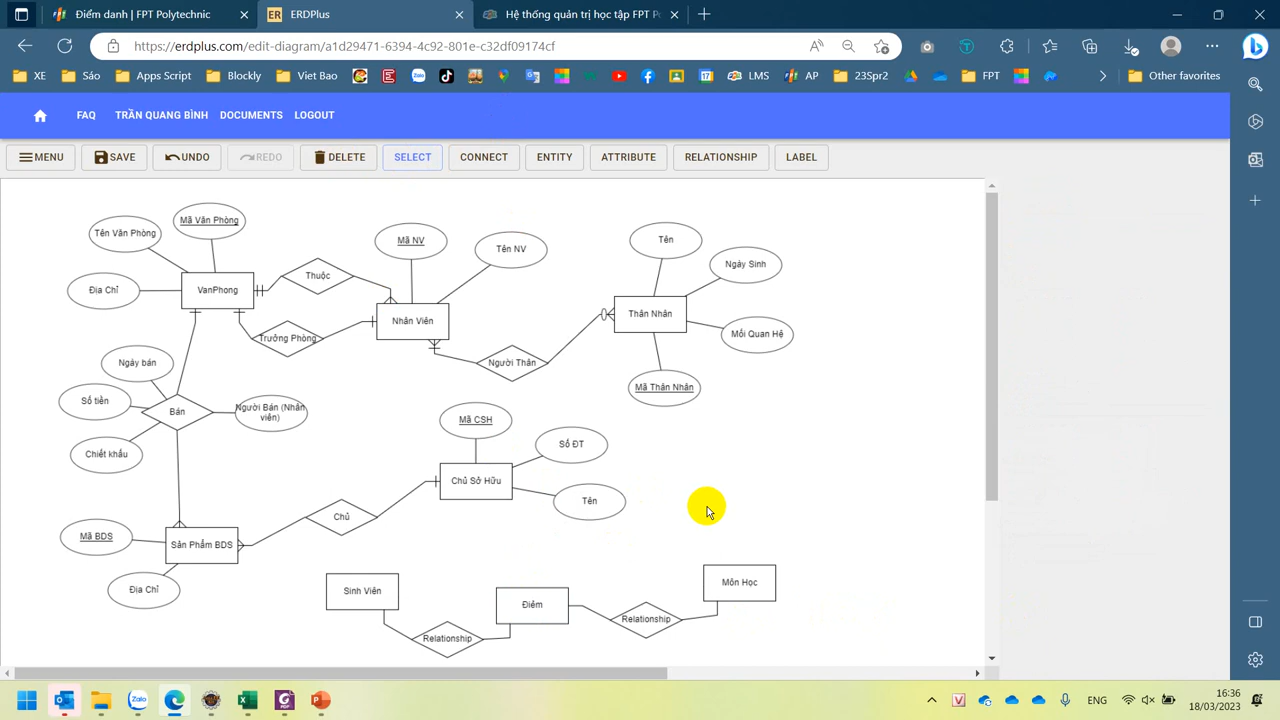 Điểm danh | FPT Polytechnic
ERDPlus
Hệ thống quản trị học tập FPT Po
https://erdplus.com/edit-diagram/a1d29471-6394-4c92-801e-c32df09174cf
XE
Sáo
Apps Script
Blockly
Viet Bao
LMS
AP
23Spr2
FPT
Other favorites
FAQ
TRẦN QUANG BÌNH
DOCUMENTS
LOGOUT
MENU
SAVE
UNDO
REDO
DELETE
SELECT
CONNECT
ENTITY
ATTRIBUTE
RELATIONSHIP
LABEL
Mã Văn Phòng
Tên Văn Phòng
Địa Chỉ
VanPhong
Thuộc
Trưởng Phòng
Mã NV
Tên NV
Nhân Viên
Người Thân
Tên
Ngày Sinh
Thân Nhân
Mối Quan Hệ
Mã Thân Nhân
Ngày bán
Số tiền
Bán
Người Bán (Nhân
viên)
Chiết khấu
Mã CSH
Số ĐT
Chủ Sở Hữu
Tên
Chủ
Mã BDS
Sản Phẩm BDS
Địa Chỉ
Sinh Viên
Relationship
Điểm
Relationship
Môn Học
ENG
16:36
18/03/2023